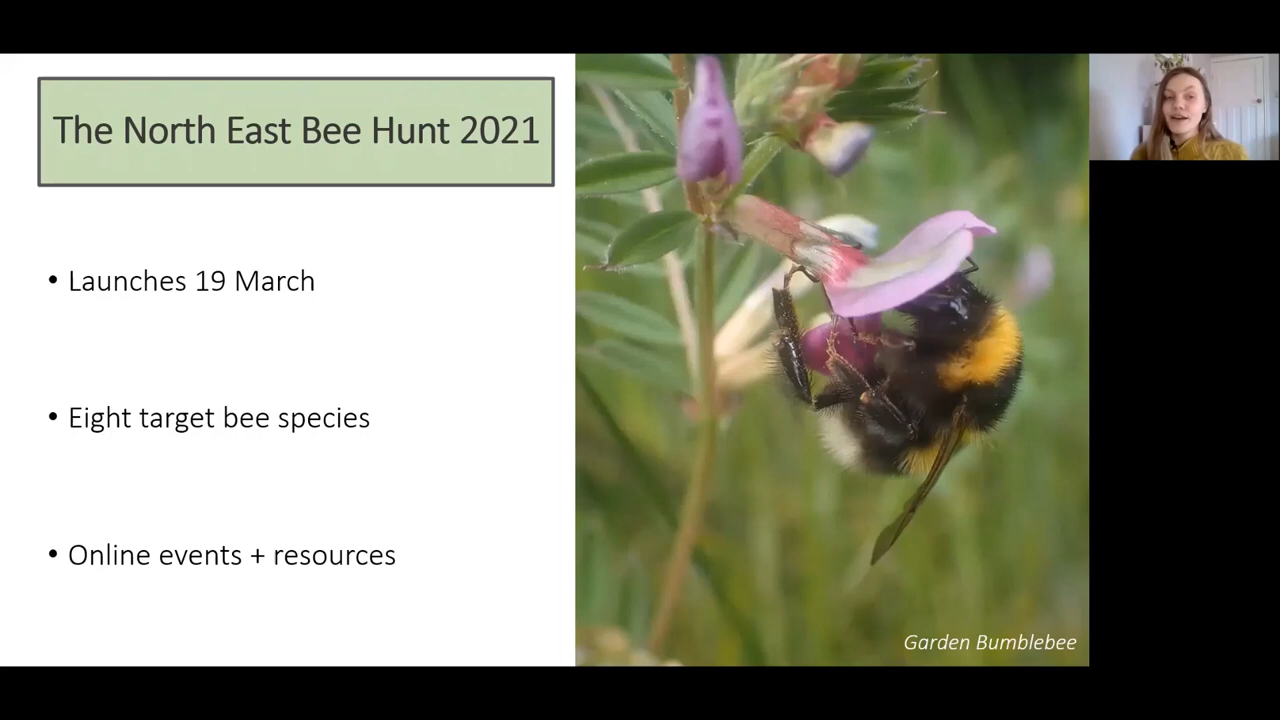 The North East Bee Hunt 2021
• Launches 19 March
• Eight target bee species
• Online events + resources
Garden Bumblebee